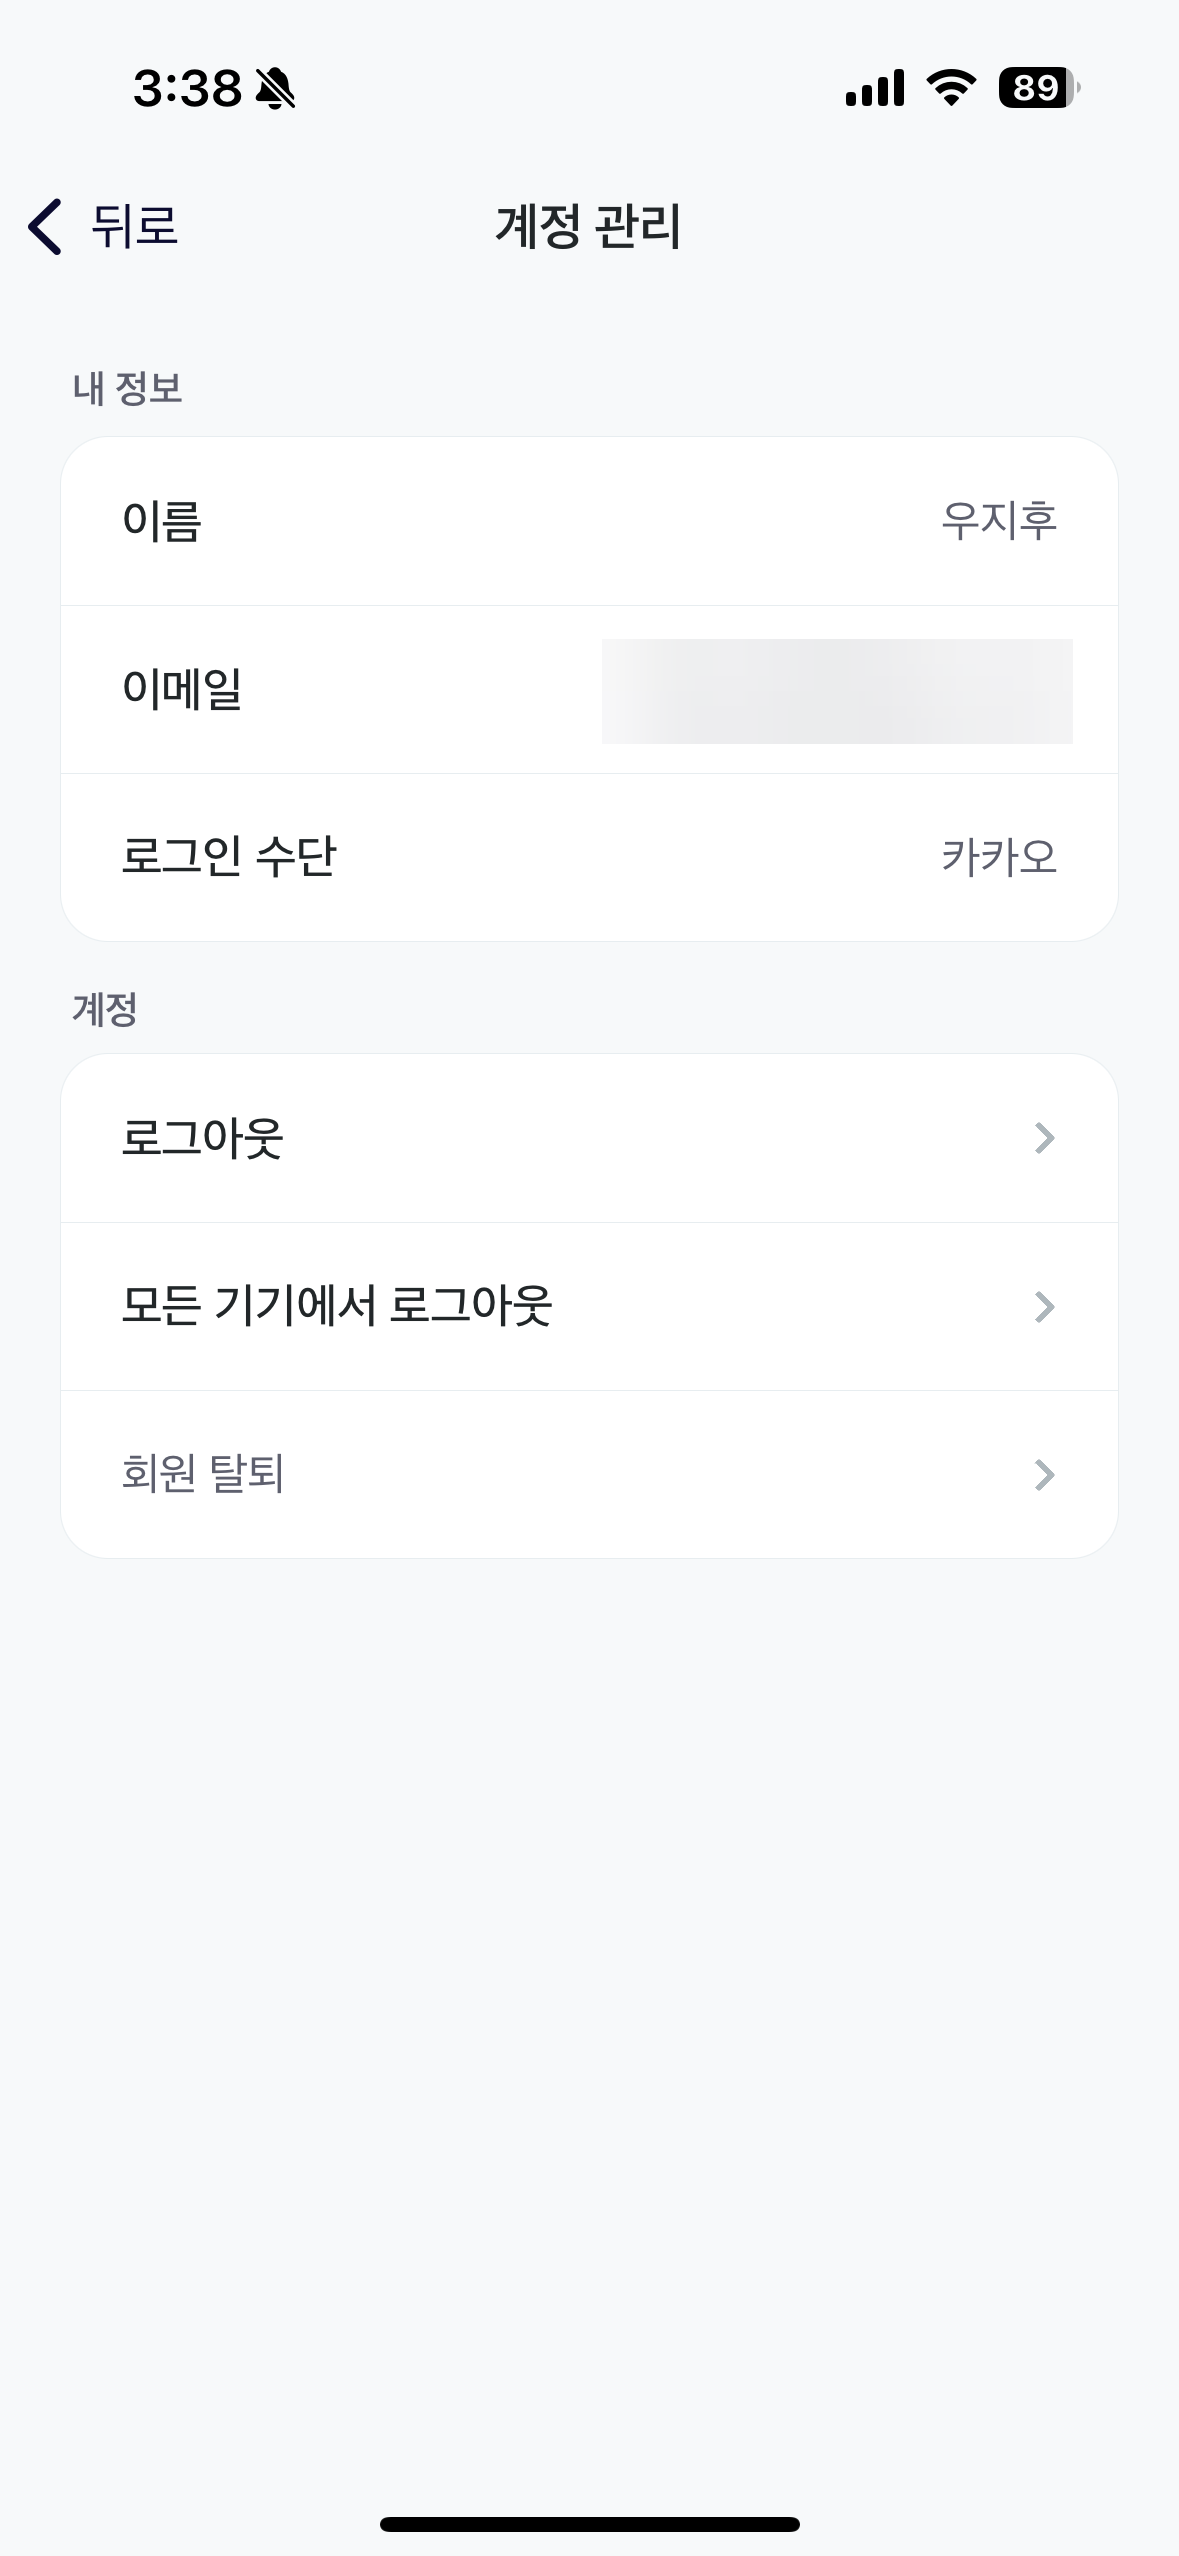 3:38
89
뒤로
계정 관리
내 정보
이름
우지후
이메일
로그인 수단
카카오
계정
로그아웃
모든 기기에서 로그아웃
회원 탈퇴